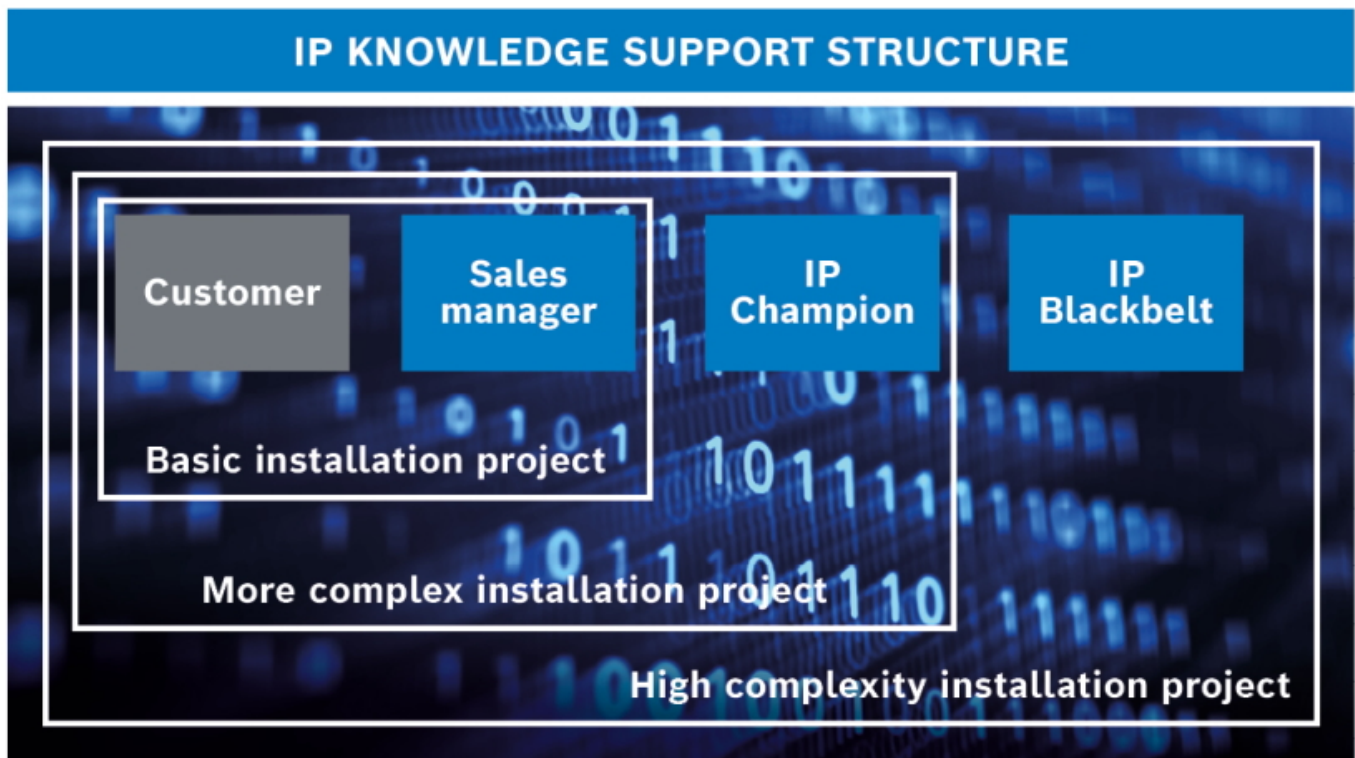 IP KNOWLEDGE SUPPORT STRUCTURE
Customer
Sales
manager
IP
Champion
IP
Blackbelt
Basic installation project
More complex installation project
High complexity installation project